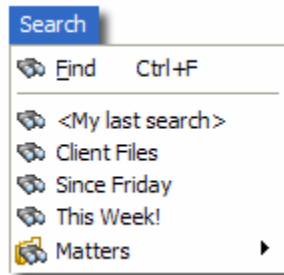 Search
Find Ctrl+F
<My last search>
Client Files
Since Friday
This Week!
Matters